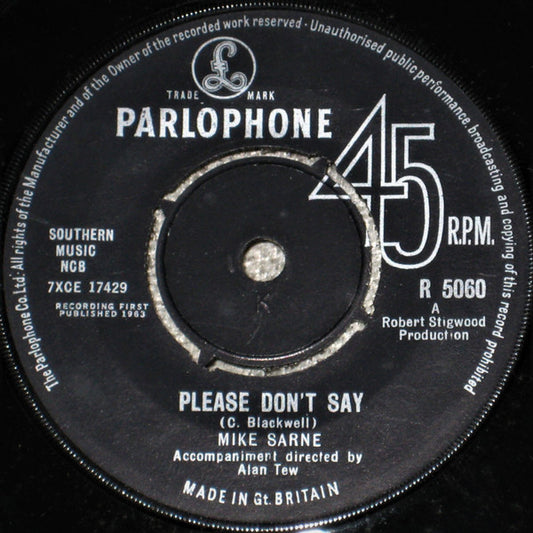 The Parlophone Co. Ltd. All rights of the Manufacturer and of the Owner of the recorded work reserved - Unauthorised public performance, broadcasting and copying of this record prohibited
£
TRADE MARK
PARLOPHONE
45
R.P.M.
SOUTHERN
MUSIC
NCB
7XCE 17429
RECORDING FIRST
PUBLISHED 1963
R 5060
A
Robert Stigwood
Production
K
PLEASE DON'T SAY
(C. Blackwell)
MIKE SARNE
Accompaniment directed by
Alan Tew
MADE IN Gt. BRITAIN